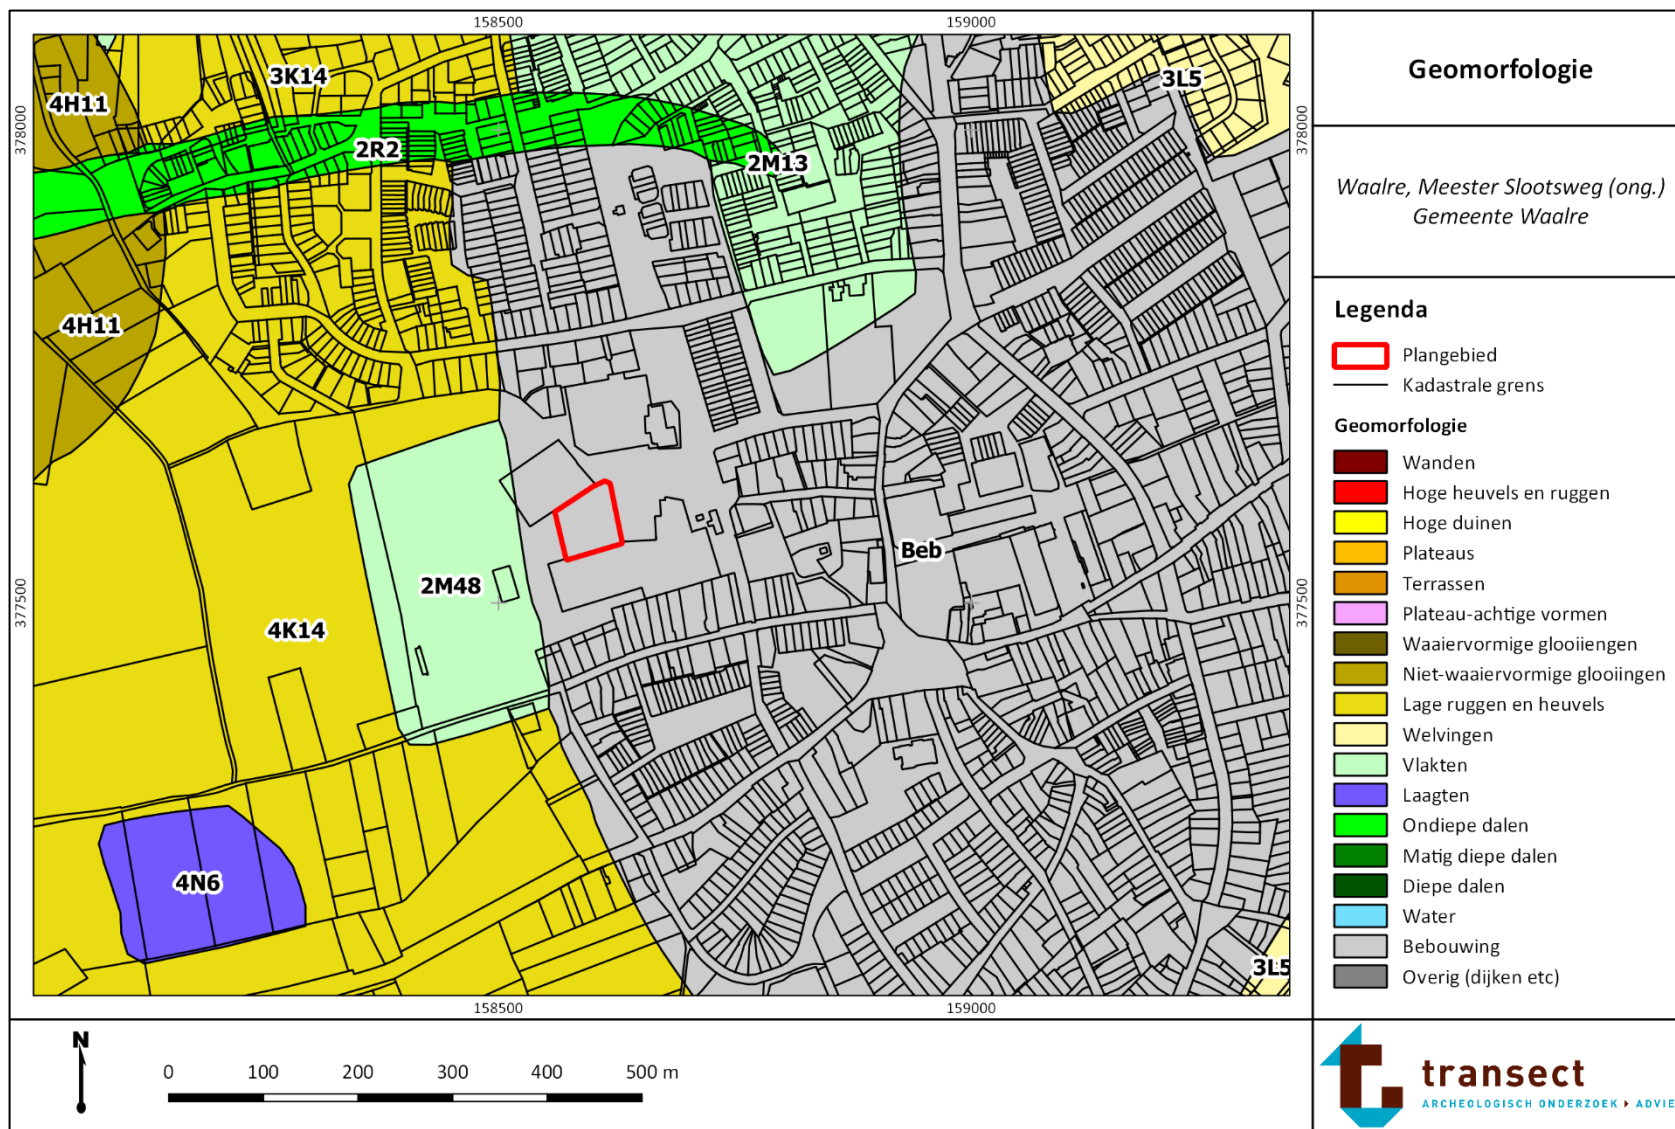 158500
159000
378000
378000
377500
377500
3K14
4H11
3L5
2R2
2M13
4H11
Beb
2M48
4K14
4N6
3L5
158500
159000
Geomorfologie
Waalre, Meester Slootsweg (ong.)
Gemeente Waalre
Legenda
Plangebied
Kadastrale grens
Geomorfologie
Wanden
Hoge heuvels en ruggen
Hoge duinen
Plateaus
Terrassen
Plateau-achtige vormen
Waaiervormige glooiiengen
Niet-waaiervormige glooiingen
Lage ruggen en heuvels
Welvingen
Vlakten
Laagten
Ondiepe dalen
Matig diepe dalen
Diepe dalen
Water
Bebouwing
Overig (dijken etc)
N
0 100 200 300 400 500 m
transect
ARCHEOLOGISCH ONDERZOEK ADVIE